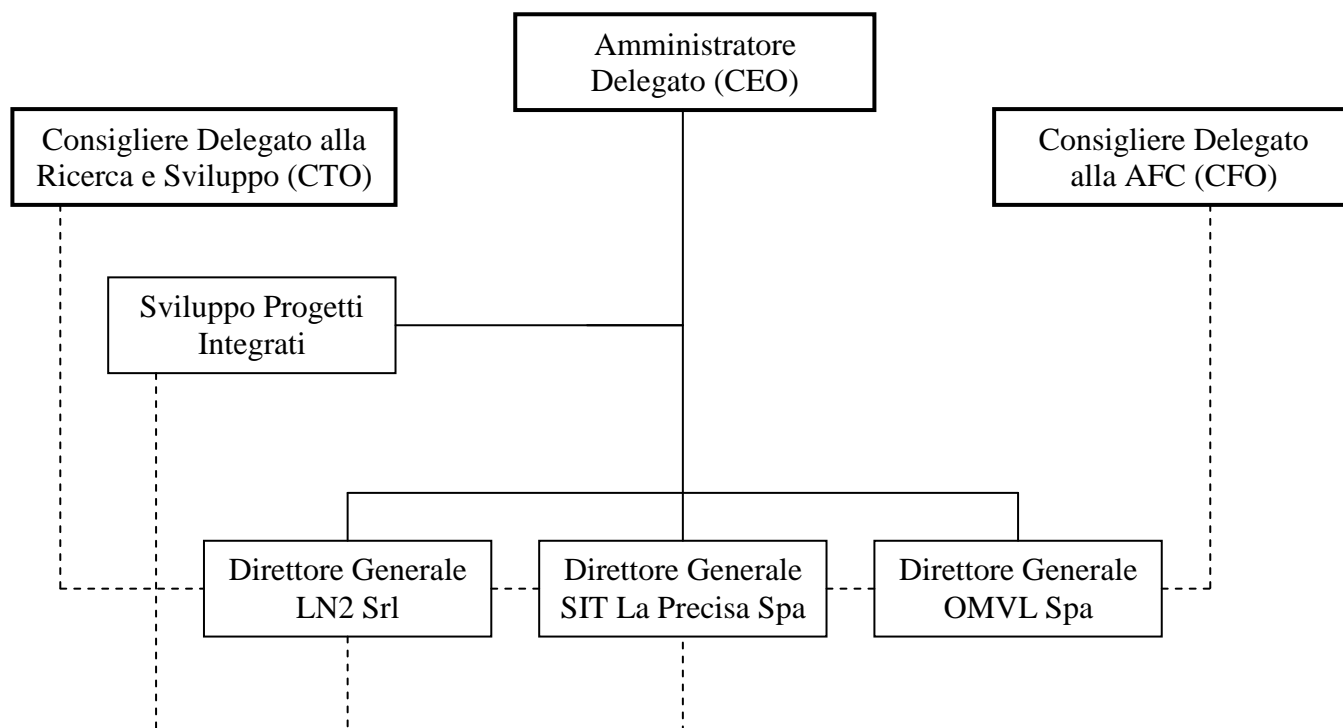 Amministratore
Delegato (CEO)
Consigliere Delegato alla
Ricerca e Sviluppo (CTO)
Consigliere Delegato
alla AFC (CFO)
Sviluppo Progetti
Integrati
Direttore Generale
LN2 Srl
Direttore Generale
SIT La Precisa Spa
Direttore Generale
OMVL Spa